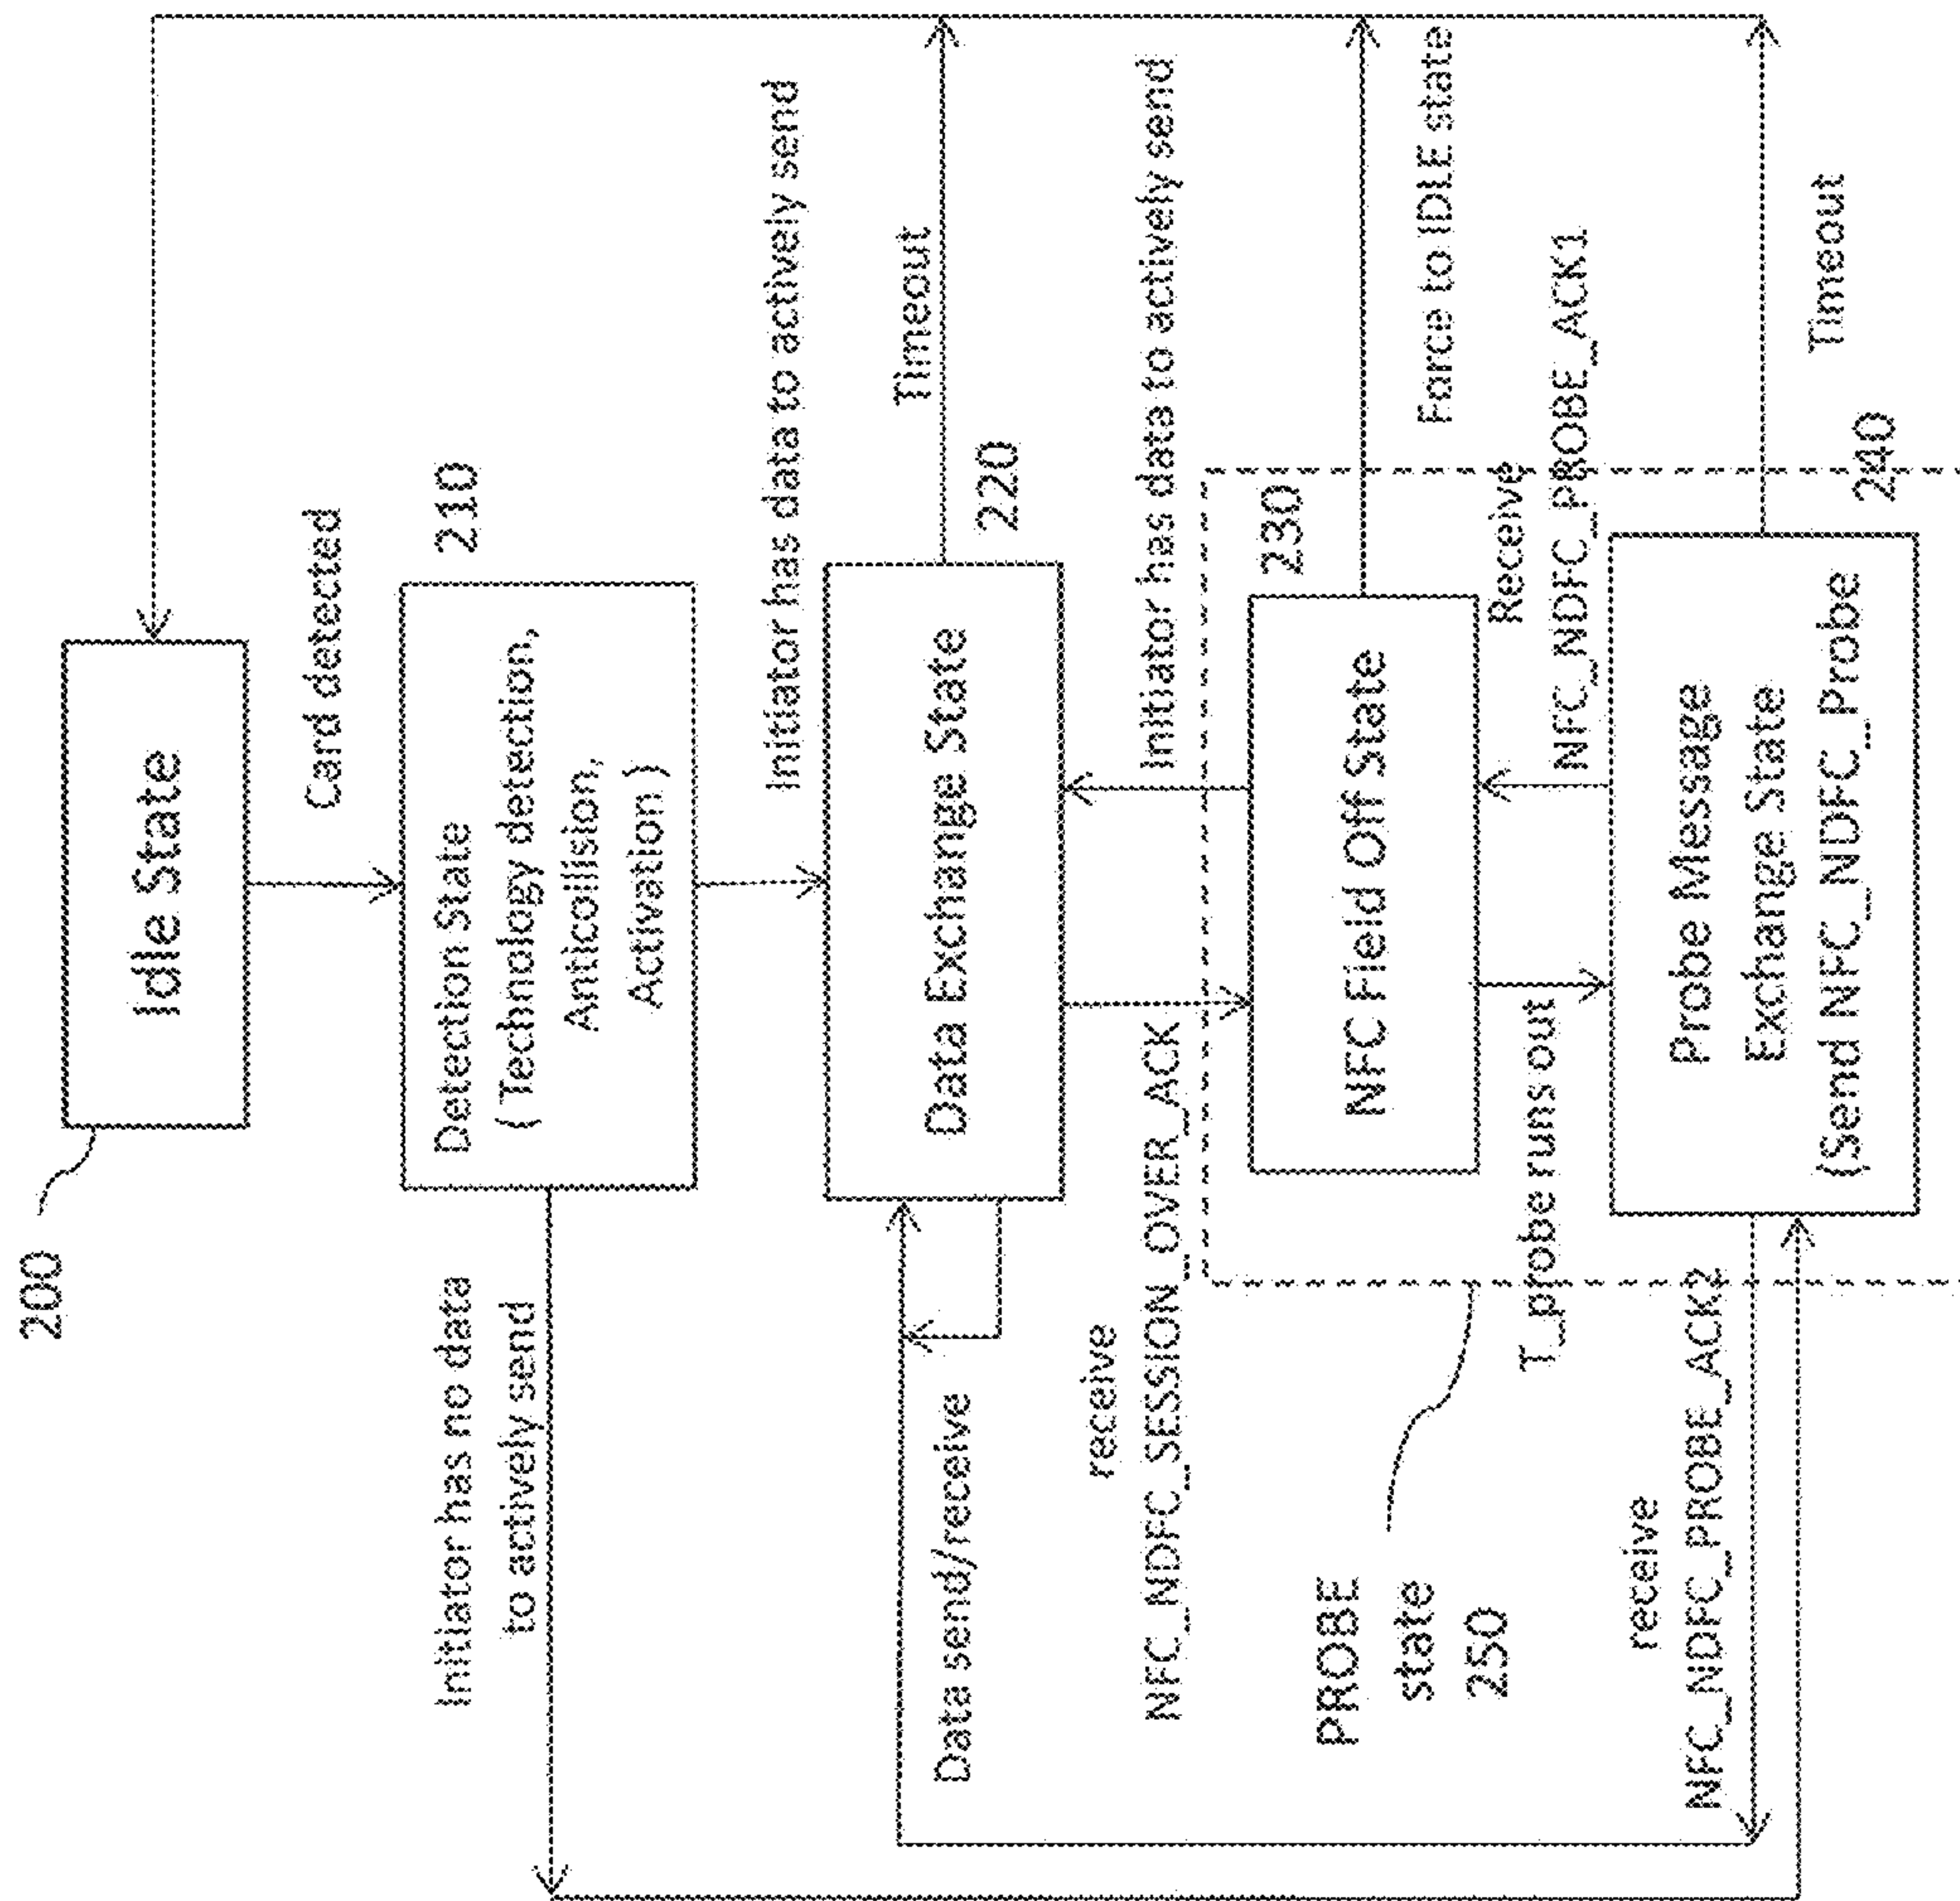 200
Idle State
Card detected
210
Detection State
( Technology detection,
Anticollision,
Activation )
Initiator has no data
to actively send
Initiator has data to actively send
Data Exchange State
220
Timeout
Data send/receive
receive
NFC_NDFC_SESSION_OVER_ACK
Initiator has data to actively send
230
NFC Field Off State
Force to IDLE state
PROBE
state
250
T_probe runs out
Receive
NFC_NDFC_PROBE_ACK1
receive
NFC_NDFC_PROBE_ACK2
Probe Message
Exchange State
(Send NFC_NDFC_Probe
240
Timeout